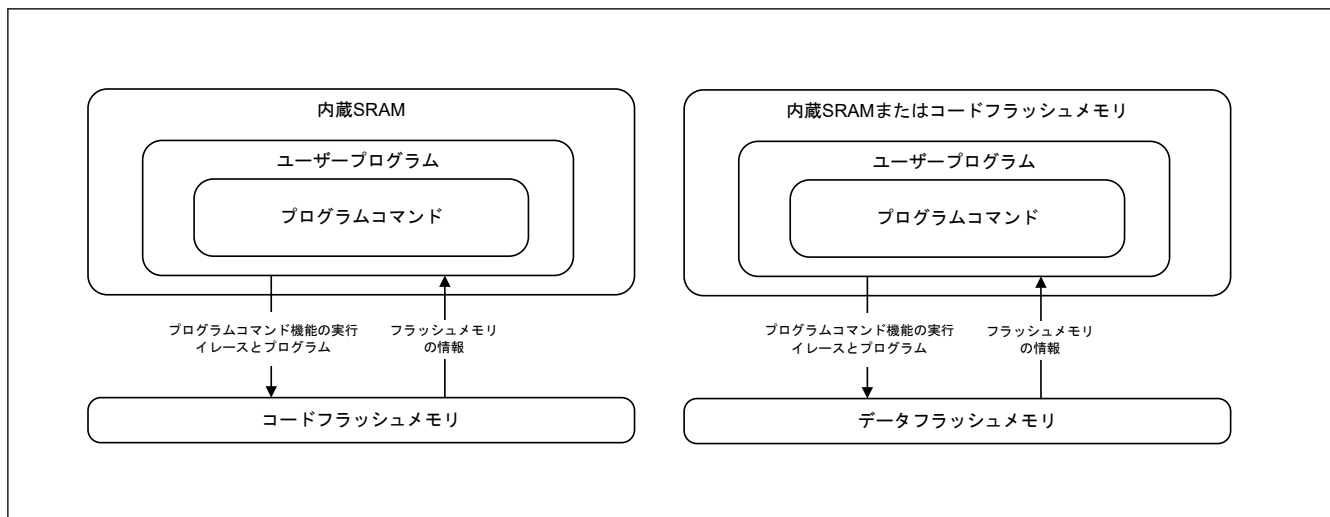 内蔵SRAM
ユーザープログラム
プログラムコマンド
プログラムコマンド機能の実行
イレースとプログラム
フラッシュメモリ
の情報
コードフラッシュメモリ
内蔵SRAMまたはコードフラッシュメモリ
ユーザープログラム
プログラムコマンド
プログラムコマンド機能の実行
イレースとプログラム
フラッシュメモリ
の情報
データフラッシュメモリ